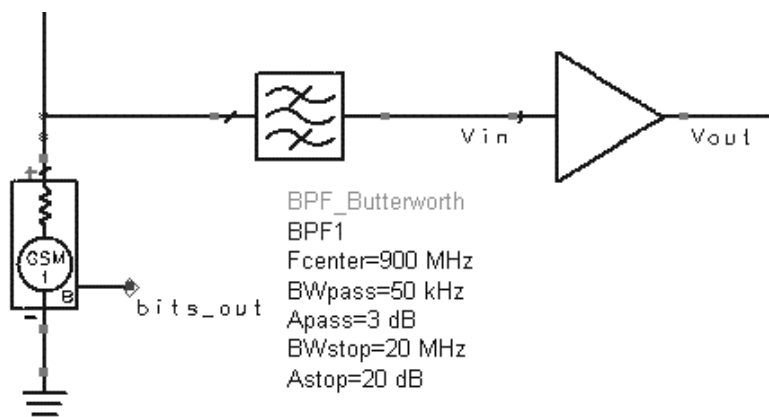 Vin
Vout
GSM
1
B
bits_out
BPF_Butterworth
BPF1
Fcenter=900 MHz
BWpass=50 kHz
Apass=3 dB
BWstop=20 MHz
Astop=20 dB